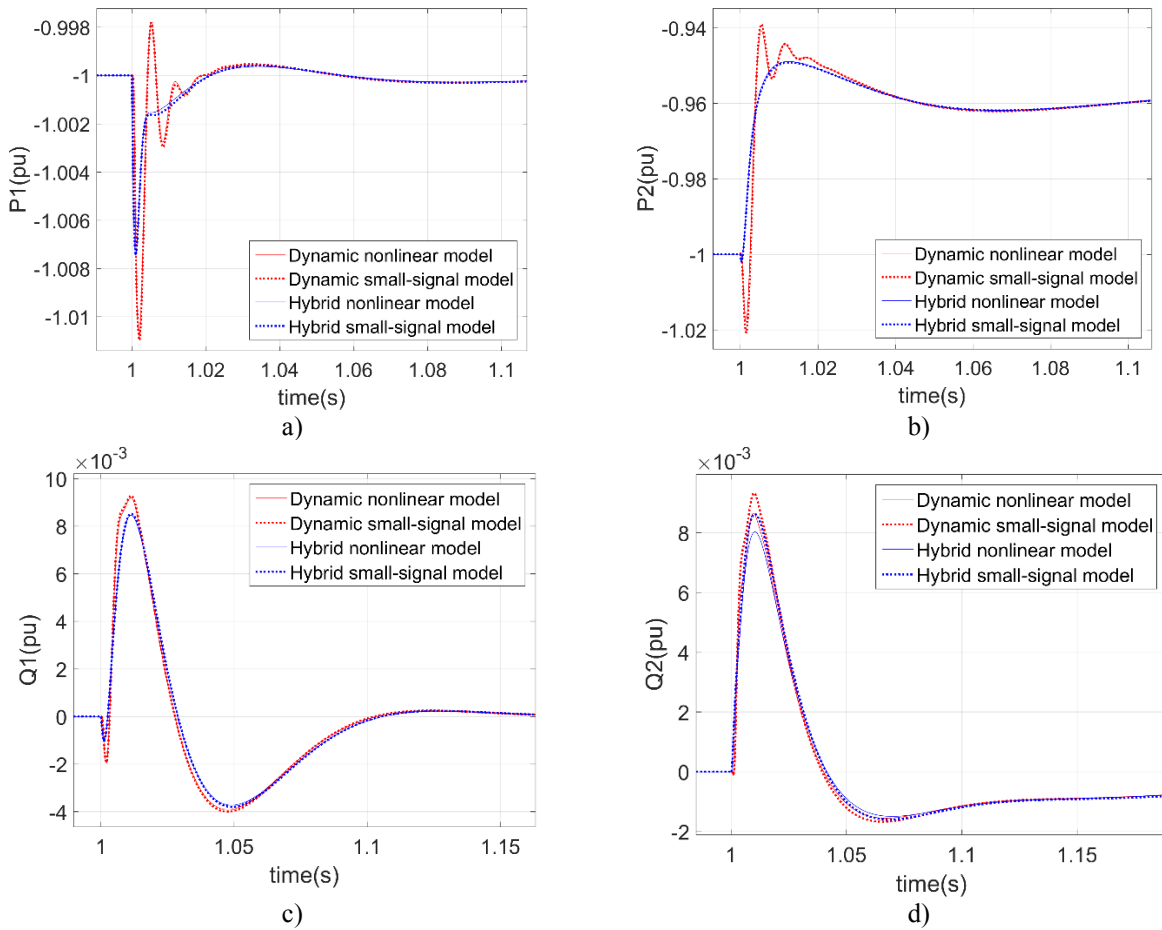 -0.998
-1
-1.002
-1.004
-1.006
-1.008
-1.01
P1(pu)
Dynamic nonlinear model
Dynamic small-signal model
Hybrid nonlinear model
Hybrid small-signal model
1 1.02 1.04 1.06 1.08 1.1
time(s)
a)
-0.94
-0.96
-0.98
-1
-1.02
P2(pu)
Dynamic nonlinear model
Dynamic small-signal model
Hybrid nonlinear model
Hybrid small-signal model
1 1.02 1.04 1.06 1.08 1.1
time(s)
b)
×10⁻³
10
8
6
4
2
0
-2
-4
Q1(pu)
Dynamic nonlinear model
Dynamic small-signal model
Hybrid nonlinear model
Hybrid small-signal model
1 1.05 1.1 1.15
time(s)
c)
×10⁻³
8
6
4
2
0
-2
Q2(pu)
Dynamic nonlinear model
Dynamic small-signal model
Hybrid nonlinear model
Hybrid small-signal model
1 1.05 1.1 1.15
time(s)
d)